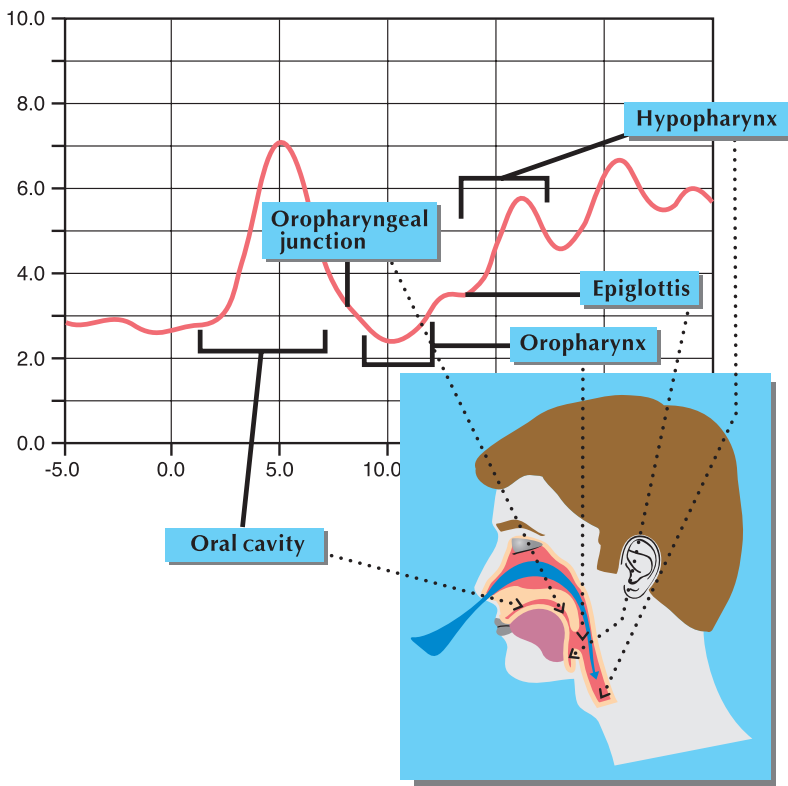 10.0
8.0
Hypopharynx
6.0
Oropharyngeal
junction
4.0
Epiglottis
Oropharynx
2.0
0.0
-5.0 0.0 5.0 10.0
Oral cavity